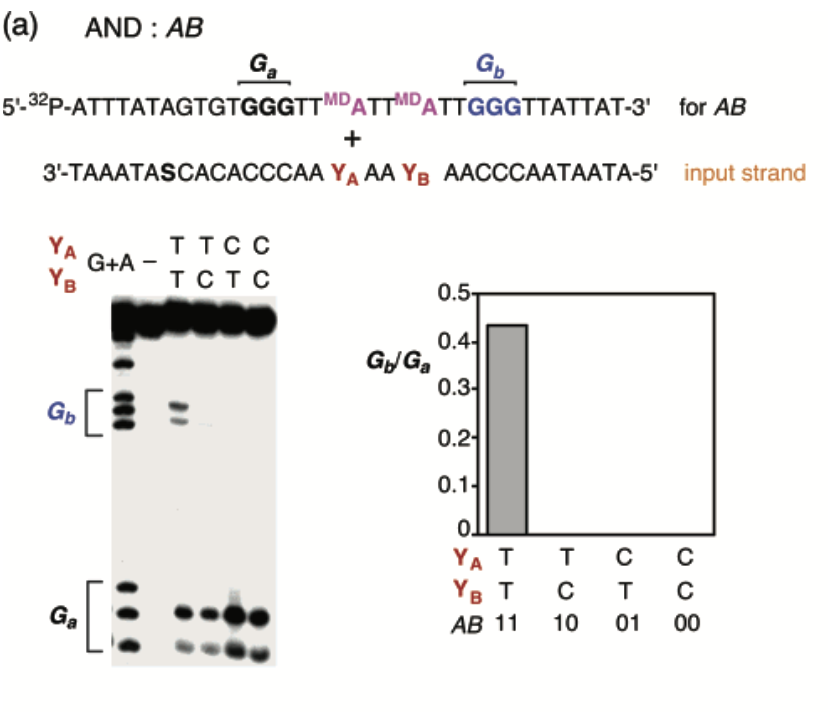 (a) AND : AB
Ga Gb
5'-32P-ATTTATAGTGTGGGTTMDATTMDATTGGGTTATTAT-3' for AB
+
3'-TAAATASCACACCCAA YA AA YB AACCCAATAATA-5' input strand
YA T T C C
G+A –
YB T C T C
Gb
Ga
Gb/Ga
0.5
0.4
0.3
0.2
0.1
0
YA T T C C
YB T C T C
AB 11 10 01 00